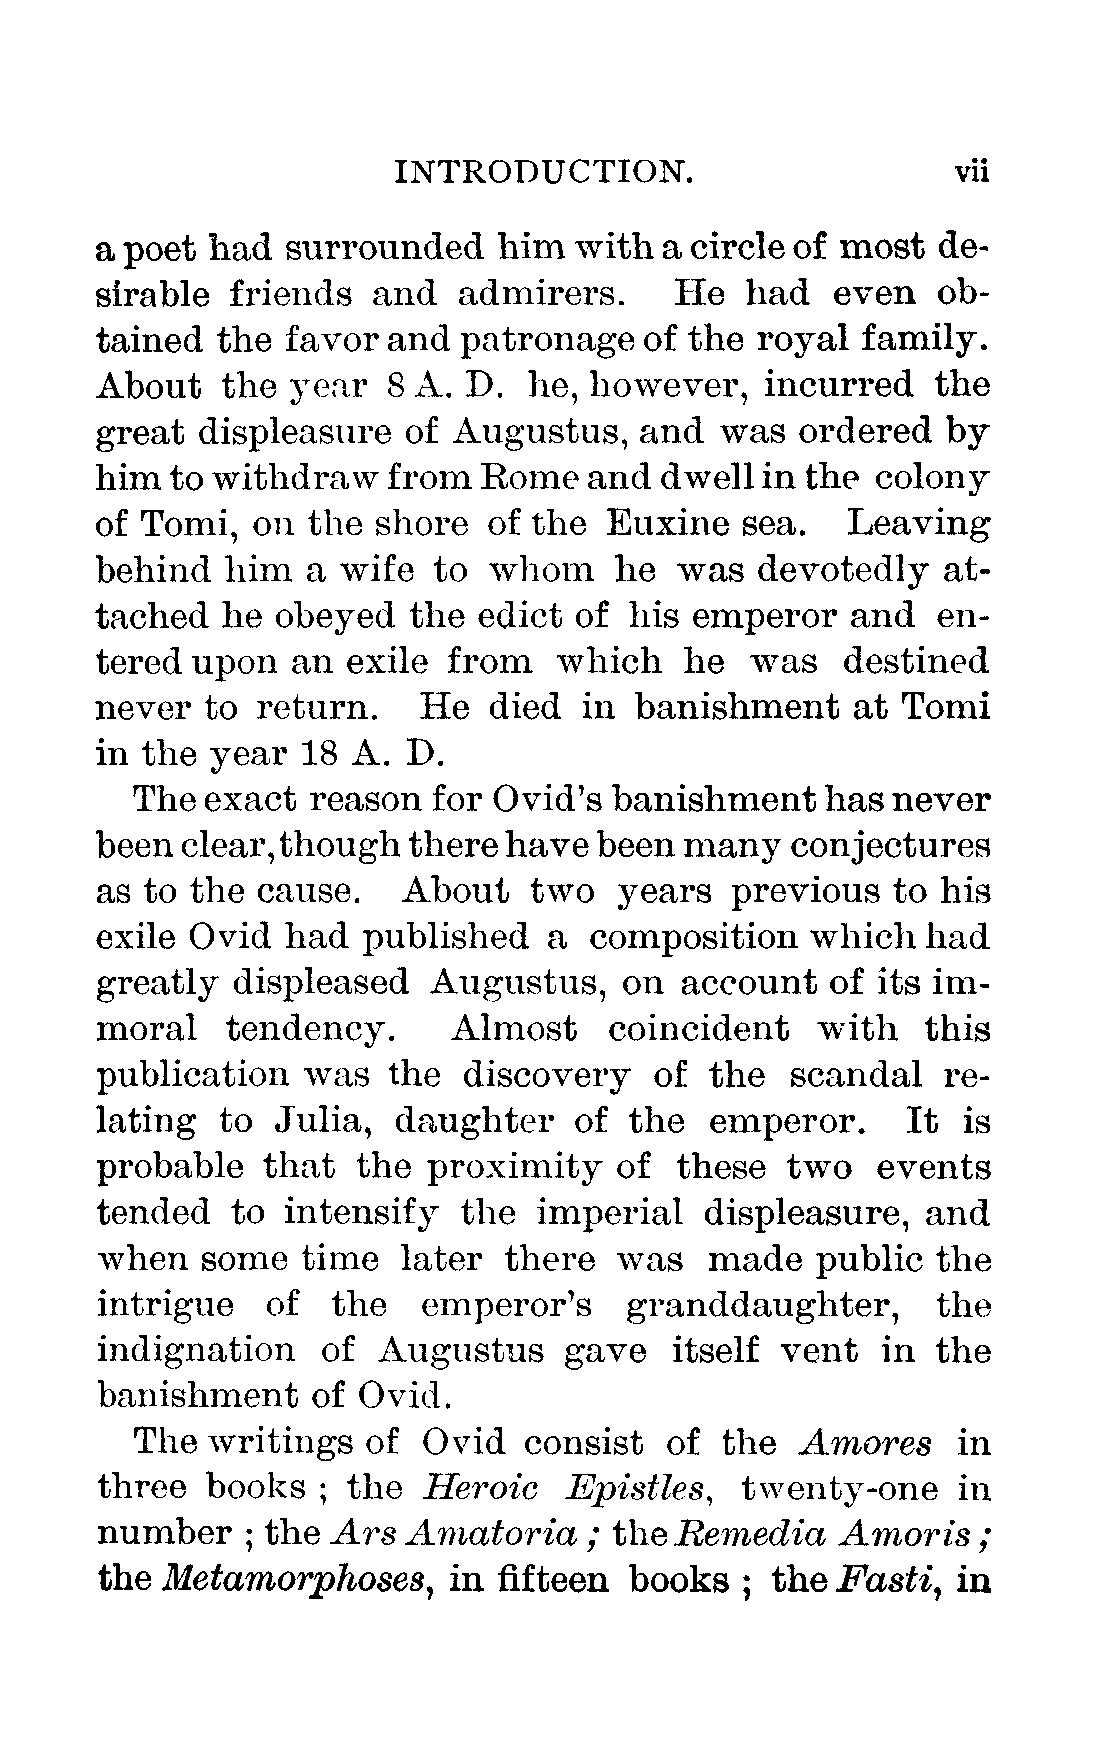 INTRODUCTION. vii
a poet had surrounded him with a circle of most de-
sirable friends and admirers. He had even ob-
tained the favor and patronage of the royal family.
About the year 8 A. D. he, however, incurred the
great displeasure of Augustus, and was ordered by
him to withdraw from Rome and dwell in the colony
of Tomi, on the shore of the Euxine sea. Leaving
behind him a wife to whom he was devotedly at-
tached he obeyed the edict of his emperor and en-
tered upon an exile from which he was destined
never to return. He died in banishment at Tomi
in the year 18 A. D.
The exact reason for Ovid's banishment has never
been clear, though there have been many conjectures
as to the cause. About two years previous to his
exile Ovid had published a composition which had
greatly displeased Augustus, on account of its im-
moral tendency. Almost coincident with this
publication was the discovery of the scandal re-
lating to Julia, daughter of the emperor. It is
probable that the proximity of these two events
tended to intensify the imperial displeasure, and
when some time later there was made public the
intrigue of the emperor's granddaughter, the
indignation of Augustus gave itself vent in the
banishment of Ovid.
The writings of Ovid consist of the Amores in
three books ; the Heroic Epistles, twenty-one in
number ; the Ars Amatoria ; the Remedia Amoris ;
the Metamorphoses, in fifteen books ; the Fasti, in